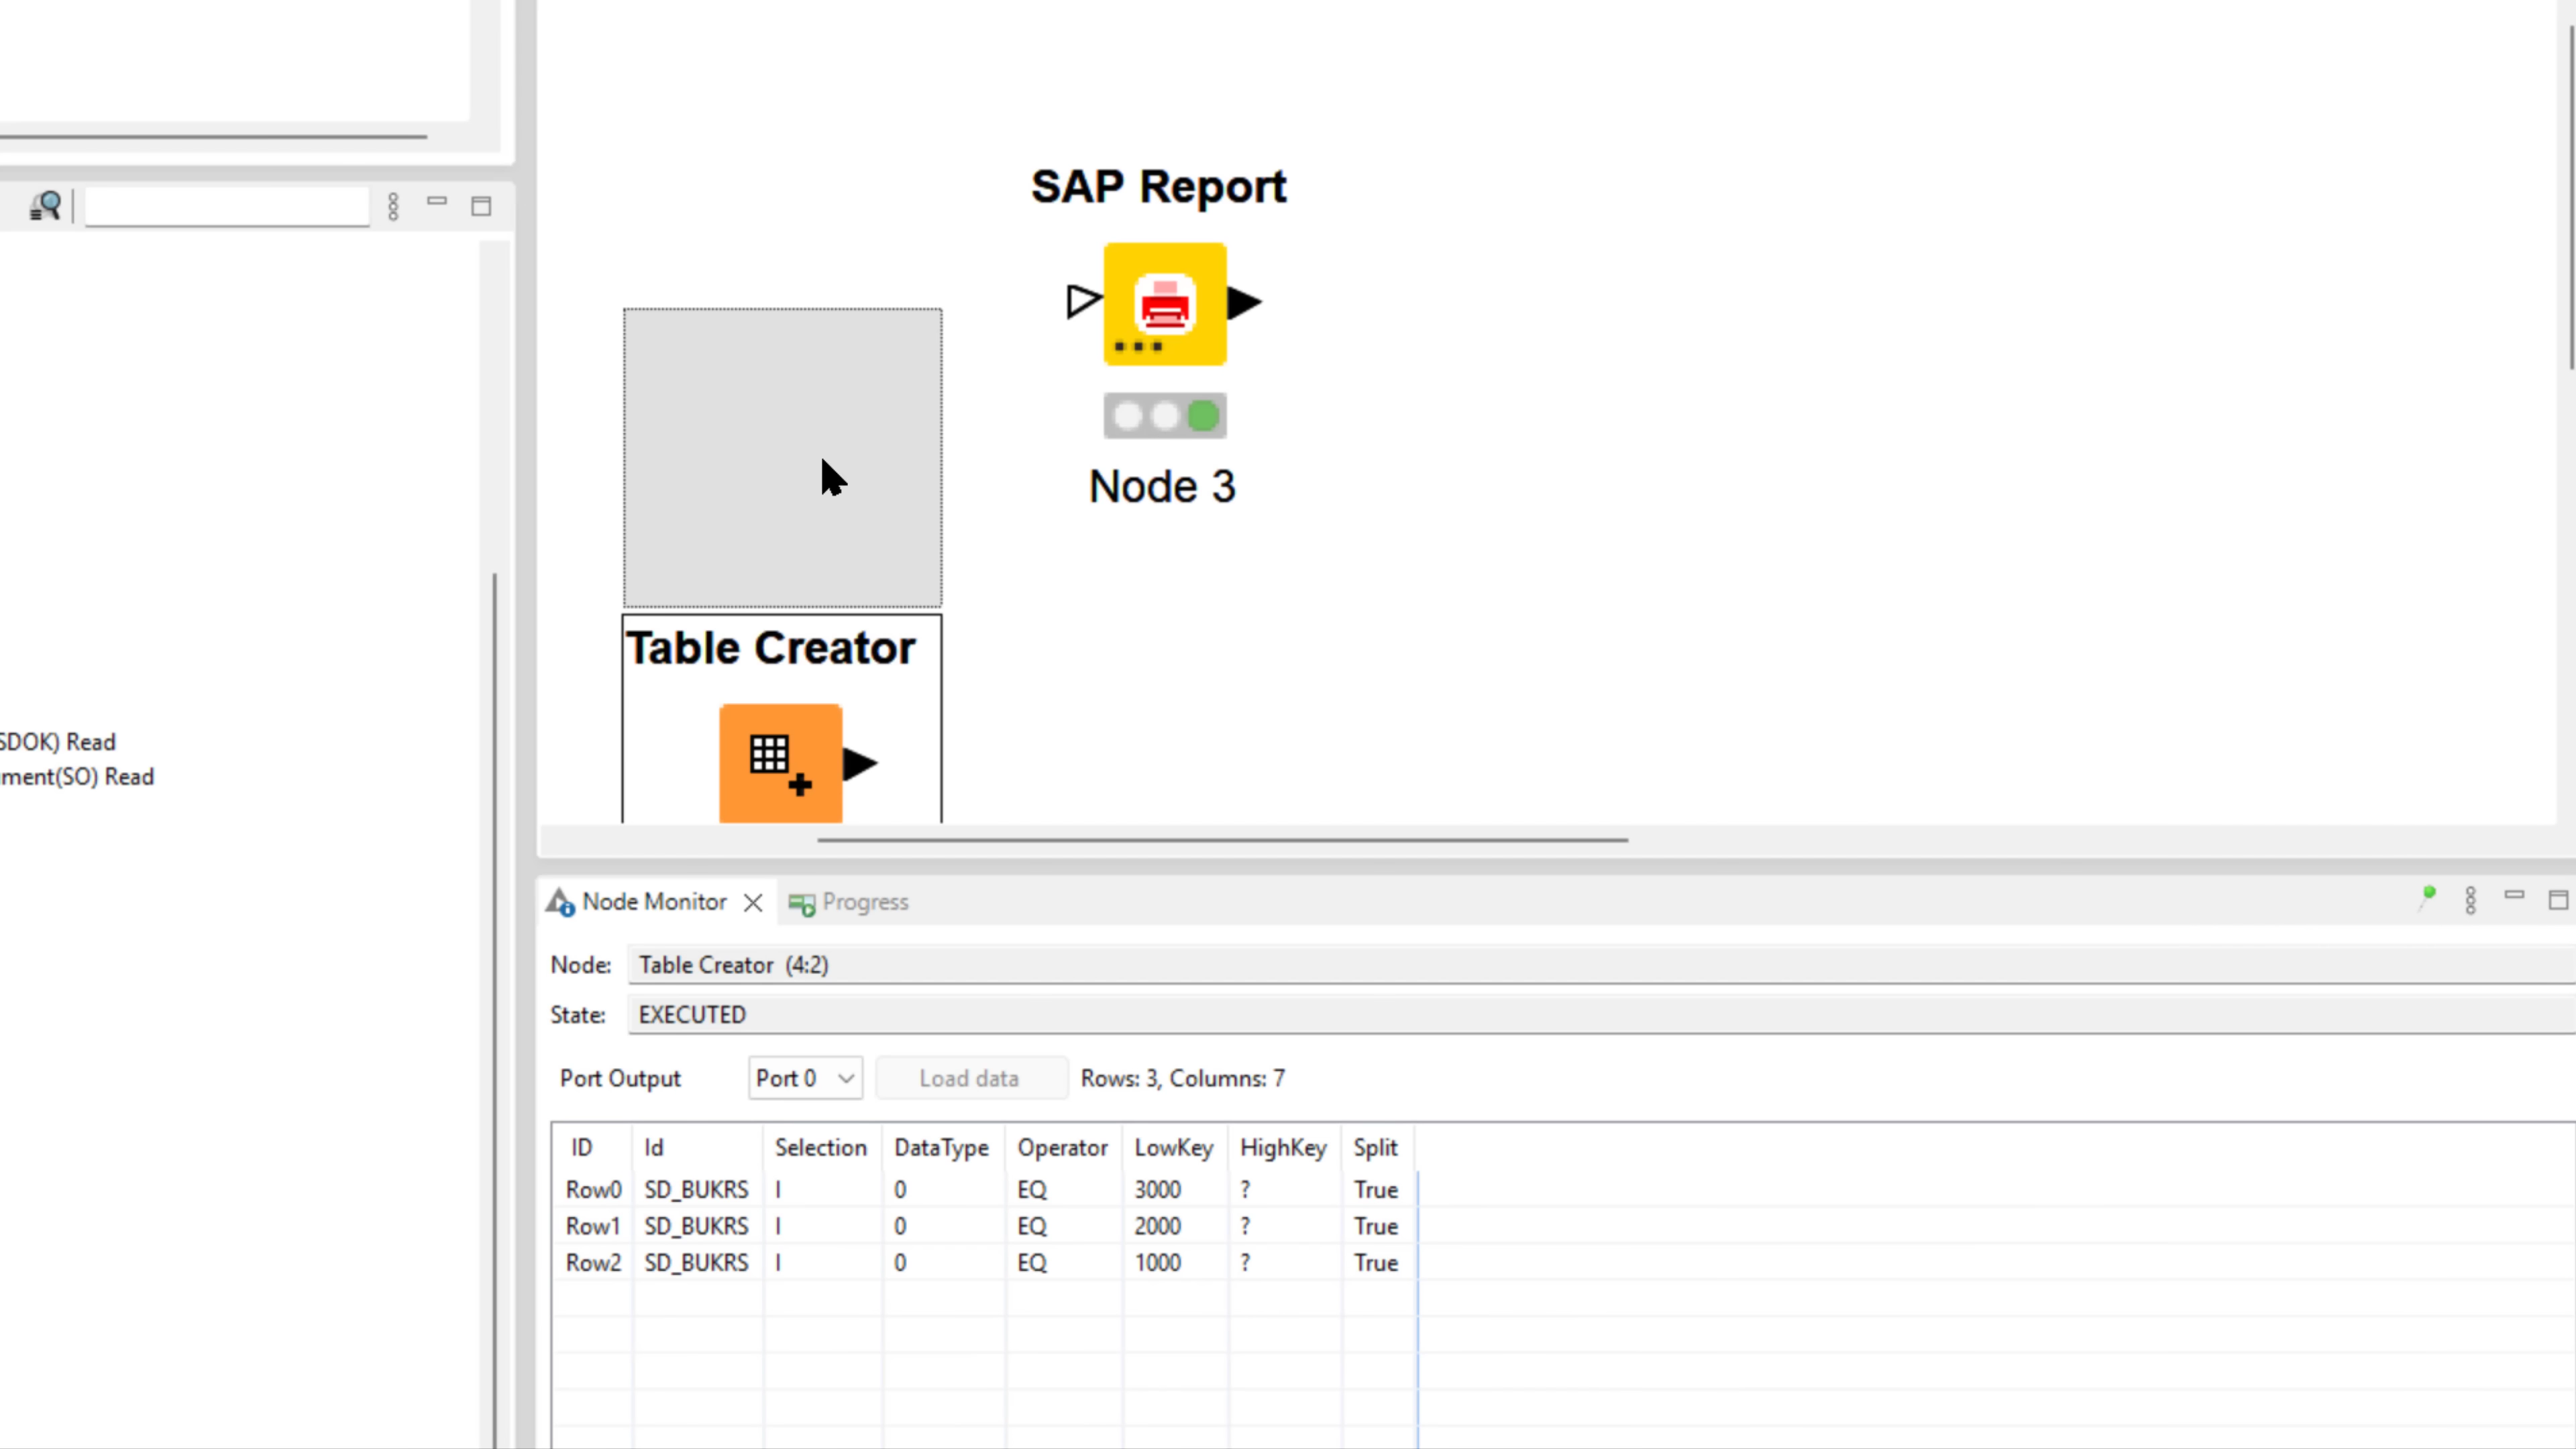 SAP Report
Node 3
Table Creator
SDOK) Read
ment(SO) Read
Node Monitor
Progress
Node: Table Creator (4:2)
State: EXECUTED
Port Output Port 0 Load data Rows: 3, Columns: 7
ID Id Selection DataType Operator LowKey HighKey Split
Row0 SD_BUKRS I 0 EQ 3000 ? True
Row1 SD_BUKRS I 0 EQ 2000 ? True
Row2 SD_BUKRS I 0 EQ 1000 ? True